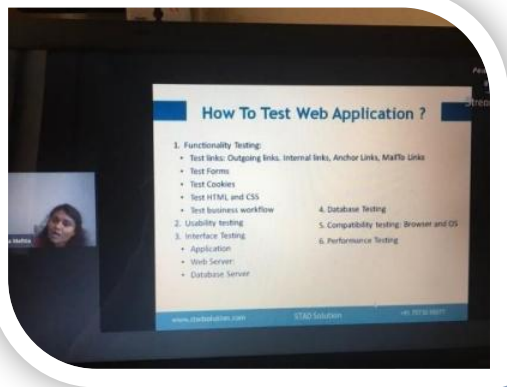 How To Test Web Application ?
1. Functionality Testing:
• Test links: Outgoing links. Internal links, Anchor Links, MailTo Links
• Test Forms
• Test Cookies
• Test HTML and CSS
• Test business workflow
2. Usability testing
3. Interface Testing
• Application
• Web Server.
• Database Server
4. Database Testing
5. Compatibility testing: Browser and OS
6. Performance Testing
STAD Solution
Mehta